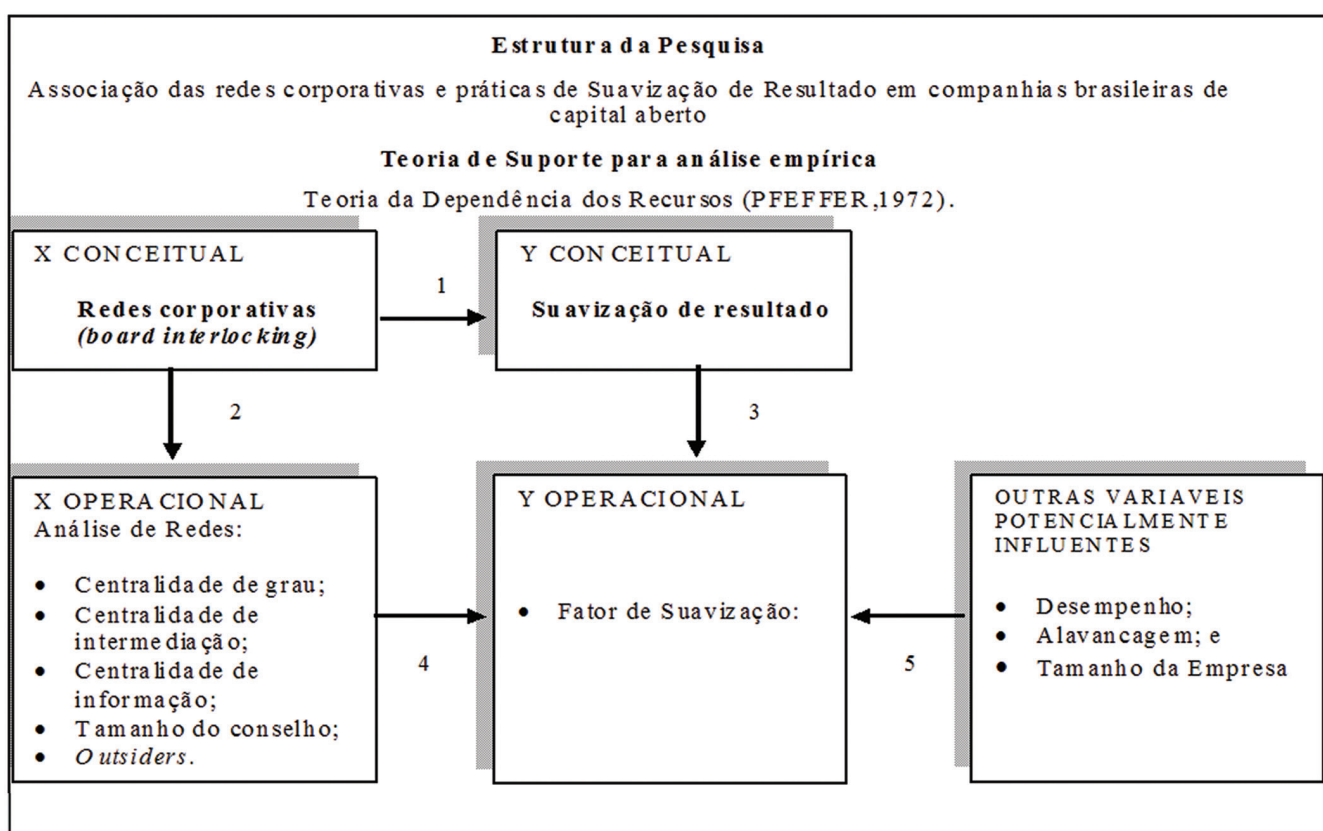 Estrutura da Pesquisa
Associação das redes corporativas e práticas de Suavização de Resultado em companhias brasileiras de
capital aberto
Teoria de Suporte para análise empírica
Teoria da Dependência dos Recursos (PFEFFER,1972).
X CONCEITUAL
Redes corporativas
(board interlocking)
1
Y CONCEITUAL
Suavização de resultado
2
3
X OPERACIONAL
Análise de Redes:
• Centralidade de grau;
• Centralidade de
intermediação;
• Centralidade de
informação;
• Tamanho do conselho;
• Outsiders.
4
Y OPERACIONAL
• Fator de Suavização:
5
OUTRAS VARIAVEIS
POTENCIALMENTE
INFLUENTES
• Desempenho;
• Alavancagem; e
• Tamanho da Empresa